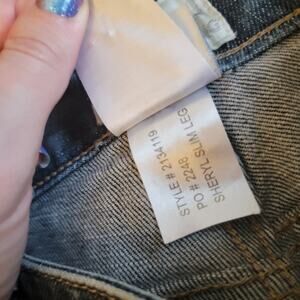 STYLE # 2134119
PO # 2248
SHERYL SLIM LEG